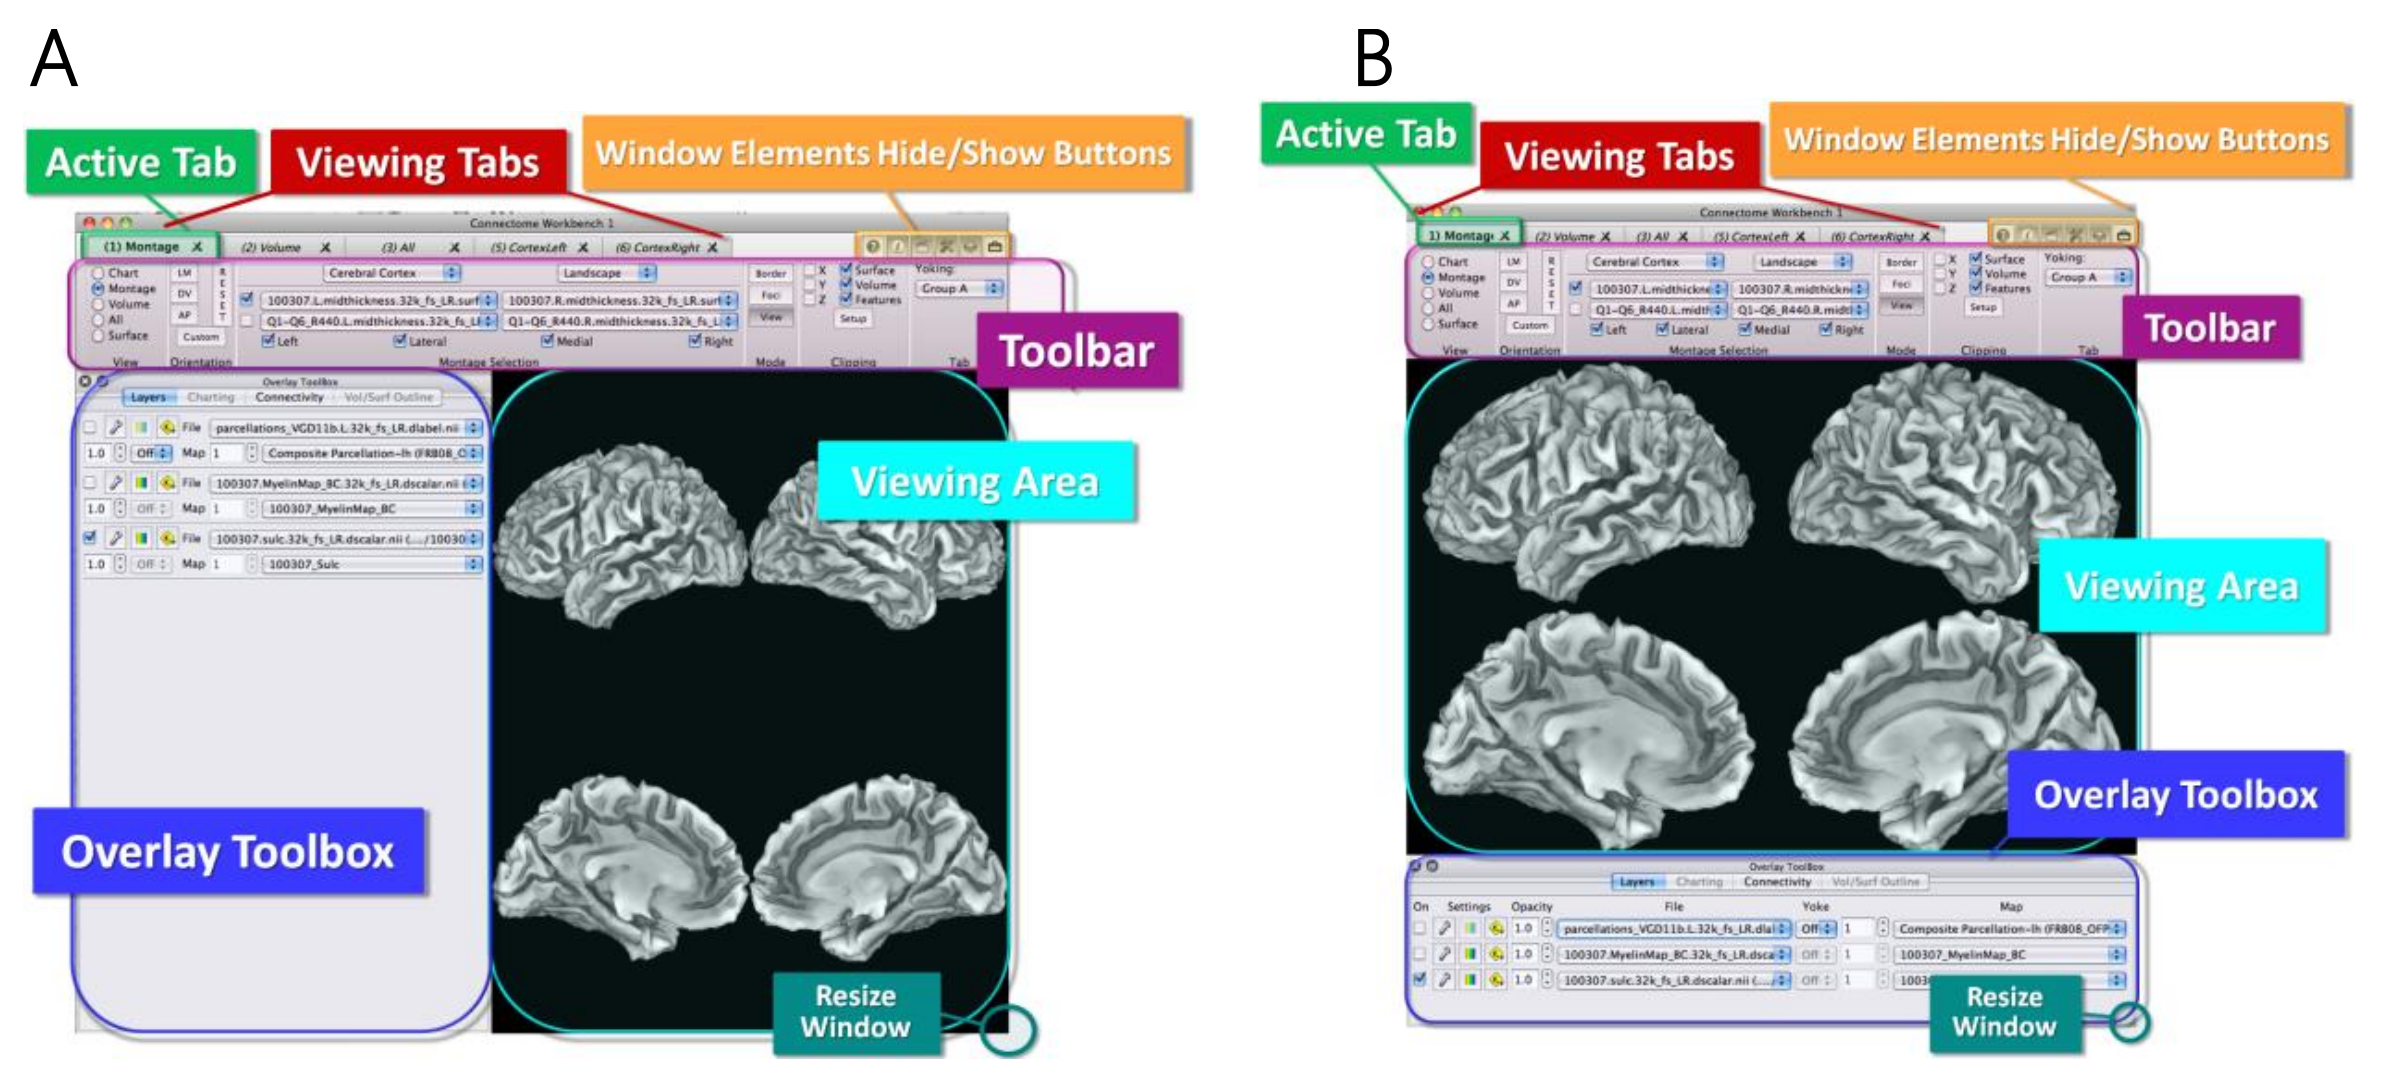 A
Active Tab
Viewing Tabs
Window Elements Hide/Show Buttons
Connectome Workbench 1
(1) Montage X (2) Volume X (3) All X (5) CortexLeft X (6) CortexRight X
Chart LM R Cerebral Cortex Landscape Border X Surface Yoking:
Montage E Y Volume Group A
Volume DV S 100307.L.midthickness.32k_fs_LR.surf 100307.R.midthickness.32k_fs_LR.surf Foci Z Features
All AP E Q1-Q6_R440.L.midthickness.32k_fs_L Q1-Q6_R440.R.midthickness.32k_fs_L View Setup
Surface Custom T Left Lateral Medial Right
View Orientation Montage Selection Mode Clipping Tab
Toolbar
Overlay ToolBox
Layers Charting Connectivity Vol/Surf Outline
File parcellations_VGD11b.L.32k_fs_LR.dlabel.nii
1.0 Off Map 1 Composite Parcellation-lh (FRB08_O
File 100307.MyelinMap_BC.32k_fs_LR.dscalar.nii
1.0 Off Map 1 100307_MyelinMap_BC
File 100307.sulc.32k_fs_LR.dscalar.nii (.../10030
1.0 Off Map 1 100307_Sulc
Viewing Area
Overlay Toolbox
Resize
Window
B
Active Tab
Viewing Tabs
Window Elements Hide/Show Buttons
Connectome Workbench 1
1) Montag X (2) Volume X (3) All X (5) CortexLeft X (6) CortexRight X
Chart LM R Cerebral Cortex Landscape Border X Surface Yoking:
Montage E Y Volume Group A
Volume DV S 100307.L.midthickne 100307.R.midthickn Foci Z Features
All AP E Q1-Q6_R440.L.midth Q1-Q6_R440.R.midt View Setup
Surface Custom T Left Lateral Medial Right
View Orientation Montage Selection Mode Clipping Tab
Toolbar
Viewing Area
Overlay Toolbox
Overlay ToolBox
Layers Charting Connectivity Vol/Surf Outline
On Settings Opacity File Yoke Map
1.0 parcellations_VGD11b.L.32k_fs_LR.dla Off 1 Composite Parcellation-lh (FRB08_OFP
1.0 100307.MyelinMap_BC.32k_fs_LR.dsca Off 1 100307_MyelinMap_BC
1.0 100307.sulc.32k_fs_LR.dscalar.nii (..../ Off 1 1003
Resize
Window